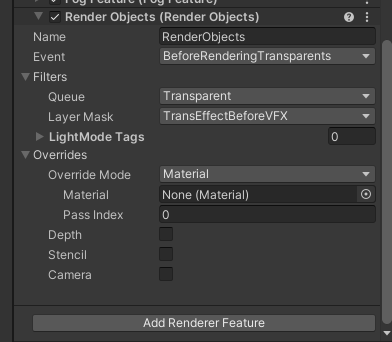 Fog Feature (Fog Feature)
Render Objects (Render Objects)
Name RenderObjects
Event BeforeRenderingTransparents
Filters
Queue Transparent
Layer Mask TransEffectBeforeVFX
LightMode Tags 0
Overrides
Override Mode Material
Material None (Material)
Pass Index 0
Depth
Stencil
Camera
Add Renderer Feature